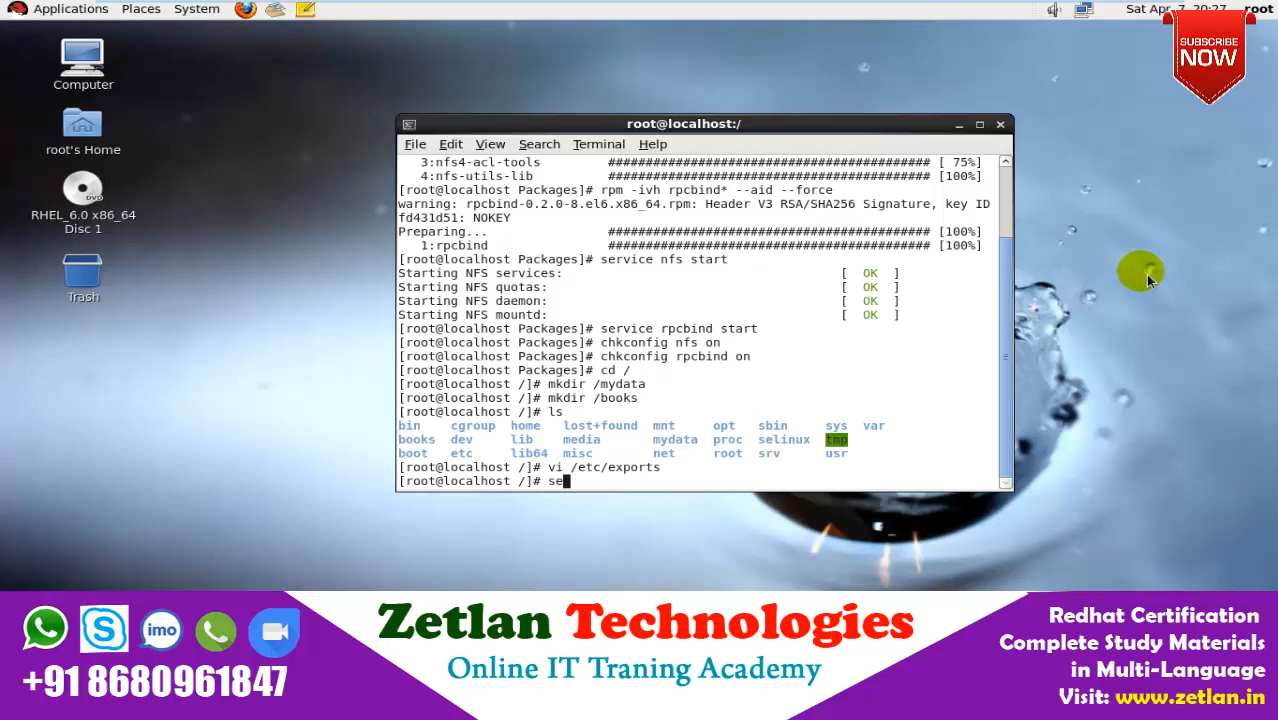 Applications Places System
Sat Apr 7, 20:27 root
SUBSCRIBE
NOW
Computer
root's Home
RHEL_6.0 x86_64
Disc 1
Trash
root@localhost:/
File Edit View Search Terminal Help
3:nfs4-acl-tools ########################################### [ 75%]
4:nfs-utils-lib ########################################### [100%]
[root@localhost Packages]# rpm -ivh rpcbind* --aid --force
warning: rpcbind-0.2.0-8.el6.x86_64.rpm: Header V3 RSA/SHA256 Signature, key ID
fd431d51: NOKEY
Preparing... ########################################### [100%]
1:rpcbind ########################################### [100%]
[root@localhost Packages]# service nfs start
Starting NFS services: [ OK ]
Starting NFS quotas: [ OK ]
Starting NFS daemon: [ OK ]
Starting NFS mountd: [ OK ]
[root@localhost Packages]# service rpcbind start
[root@localhost Packages]# chkconfig nfs on
[root@localhost Packages]# chkconfig rpcbind on
[root@localhost Packages]# cd /
[root@localhost /]# mkdir /mydata
[root@localhost /]# mkdir /books
[root@localhost /]# ls
bin cgroup home lost+found mnt opt sbin sys var
books dev lib media mydata proc selinux tmp
boot etc lib64 misc net root srv usr
[root@localhost /]# vi /etc/exports
[root@localhost /]# se
imo
+91 8680961847
Zetlan Technologies
Online IT Traning Academy
Redhat Certification
Complete Study Materials
in Multi-Language
Visit: www.zetlan.in